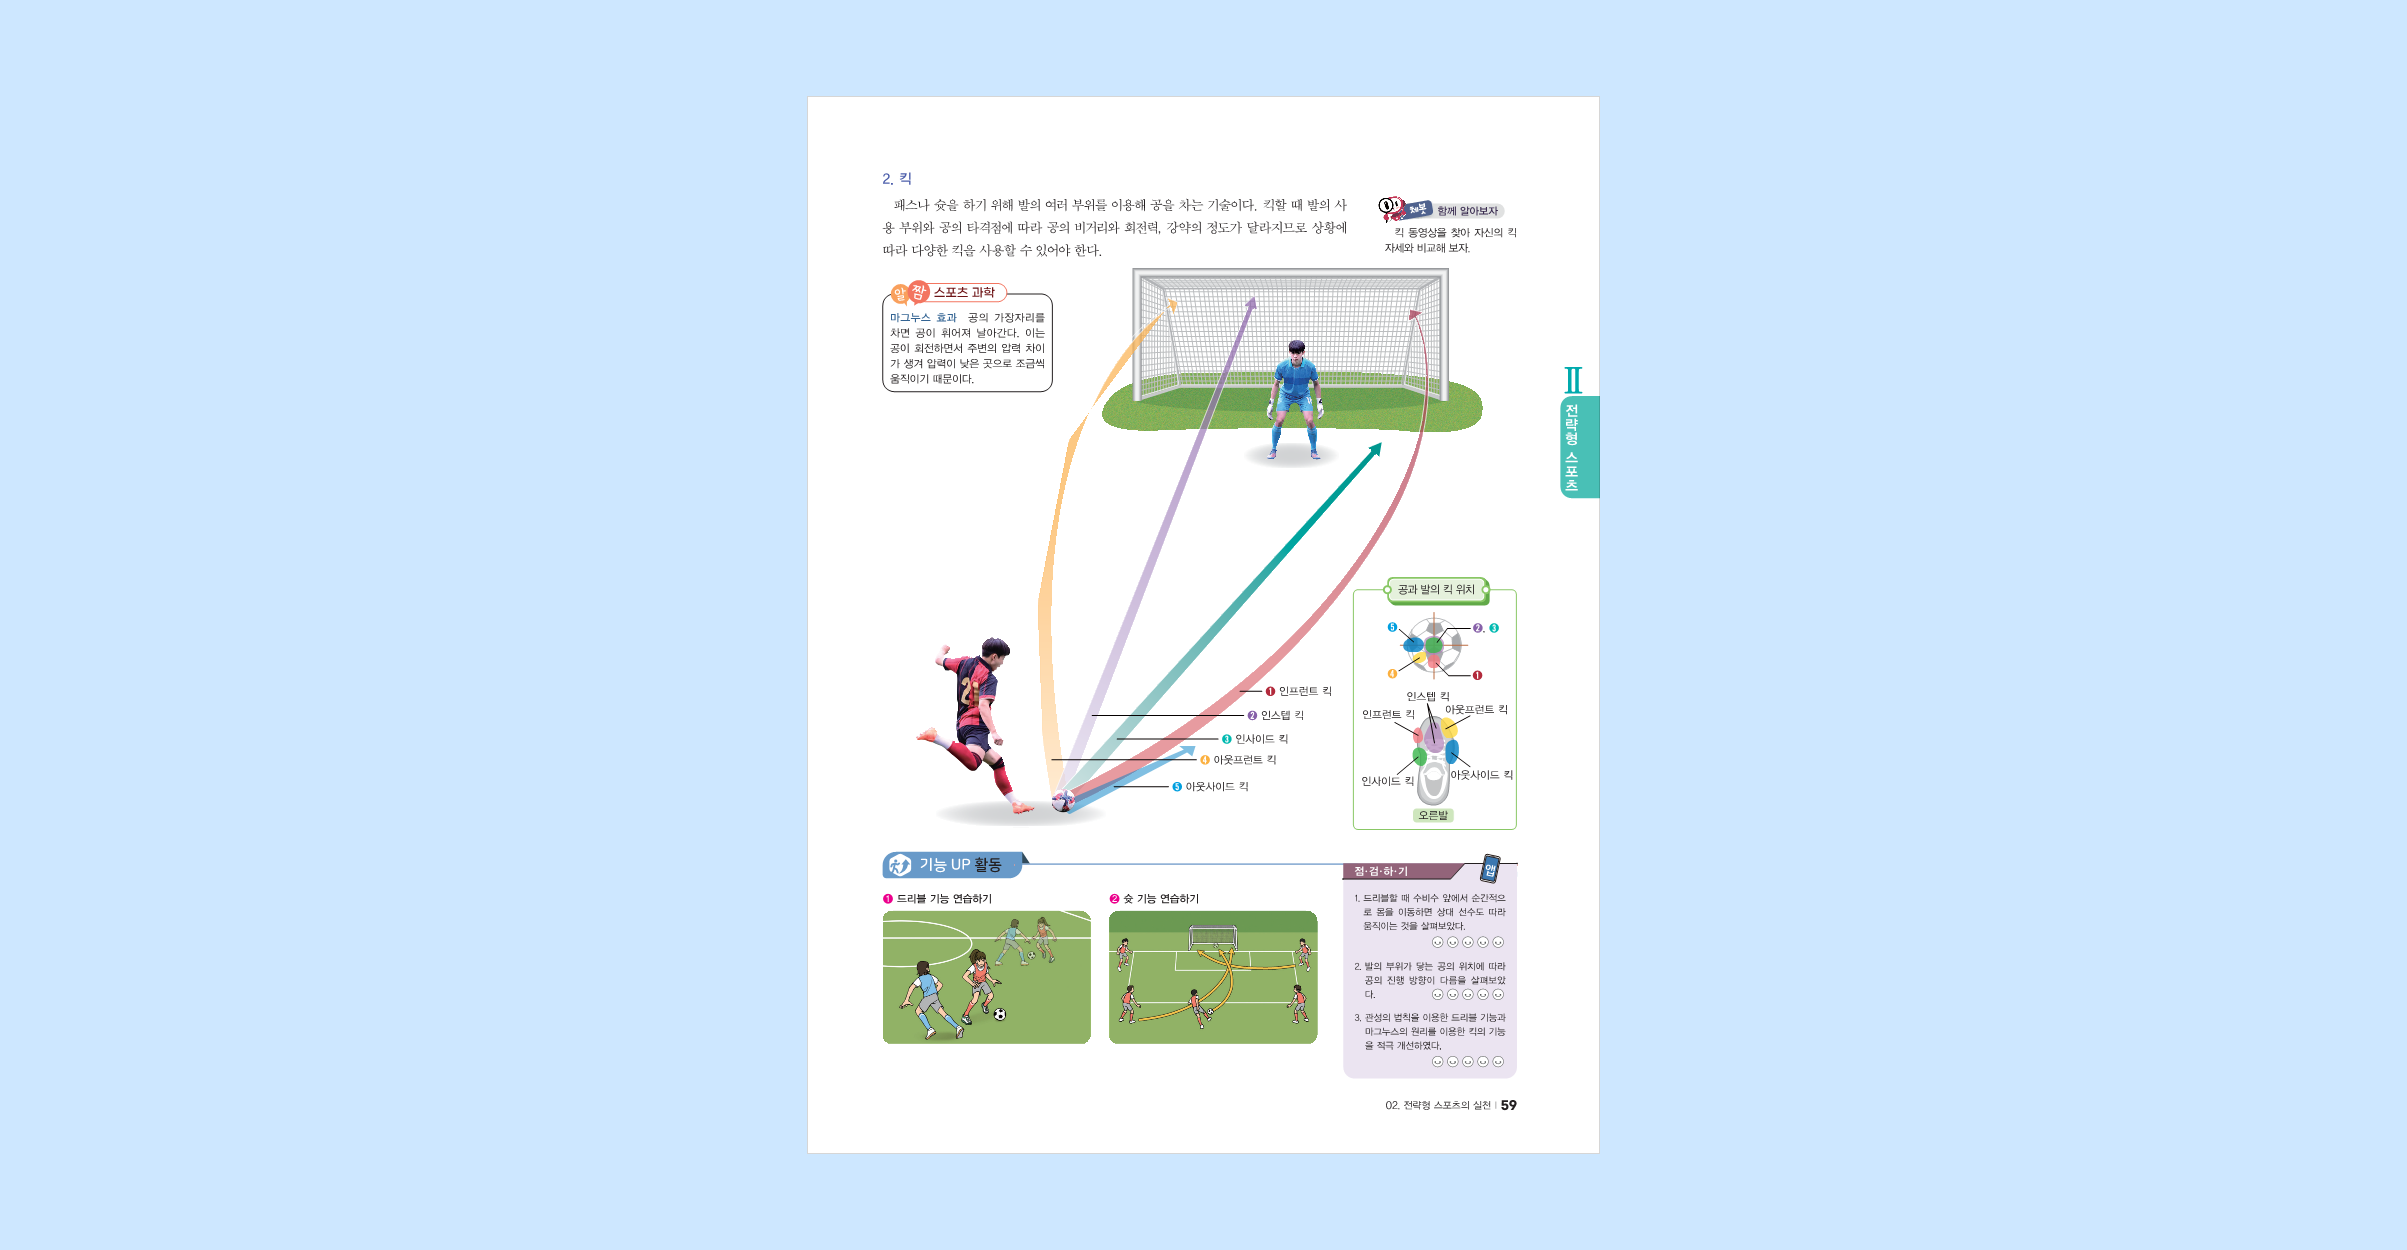 2. 킥
패스나 슛을 하기 위해 발의 여러 부위를 이용해 공을 차는 기술이다. 킥할 때 발의 사
용 부위와 공의 타격점에 따라 공의 비거리와 회전력, 강약의 정도가 달라지므로 상황에
따라 다양한 킥을 사용할 수 있어야 한다.
함께 알아보자
킥 동영상을 찾아 자신의 킥
자세와 비교해 보자.
알짬 스포츠 과학
마그누스 효과 공의 가장자리를
차면 공이 휘어져 날아간다. 이는
공이 회전하면서 주변의 압력 차이
가 생겨 압력이 낮은 곳으로 조금씩
움직이기 때문이다.
Ⅱ
전략형 스포츠
1 인프런트 킥
2 인스텝 킥
3 인사이드 킥
4 아웃프런트 킥
5 아웃사이드 킥
공과 발의 킥 위치
5
2, 3
4
1
인스텝 킥
인프런트 킥
아웃프런트 킥
인사이드 킥
아웃사이드 킥
오른발
기능 UP 활동
1 드리블 기능 연습하기
2 슛 기능 연습하기
점·검·하·기
앱
1. 드리블할 때 수비수 앞에서 순간적으
로 몸을 이동하면 상대 선수도 따라
움직이는 것을 살펴보았다.
2. 발의 부위가 닿는 공의 위치에 따라
공의 진행 방향이 다름을 살펴보았
다.
3. 관성의 법칙을 이용한 드리블 기능과
마그누스의 원리를 이용한 킥의 기능
을 적극 개선하였다.
02. 전략형 스포츠의 실천 | 59